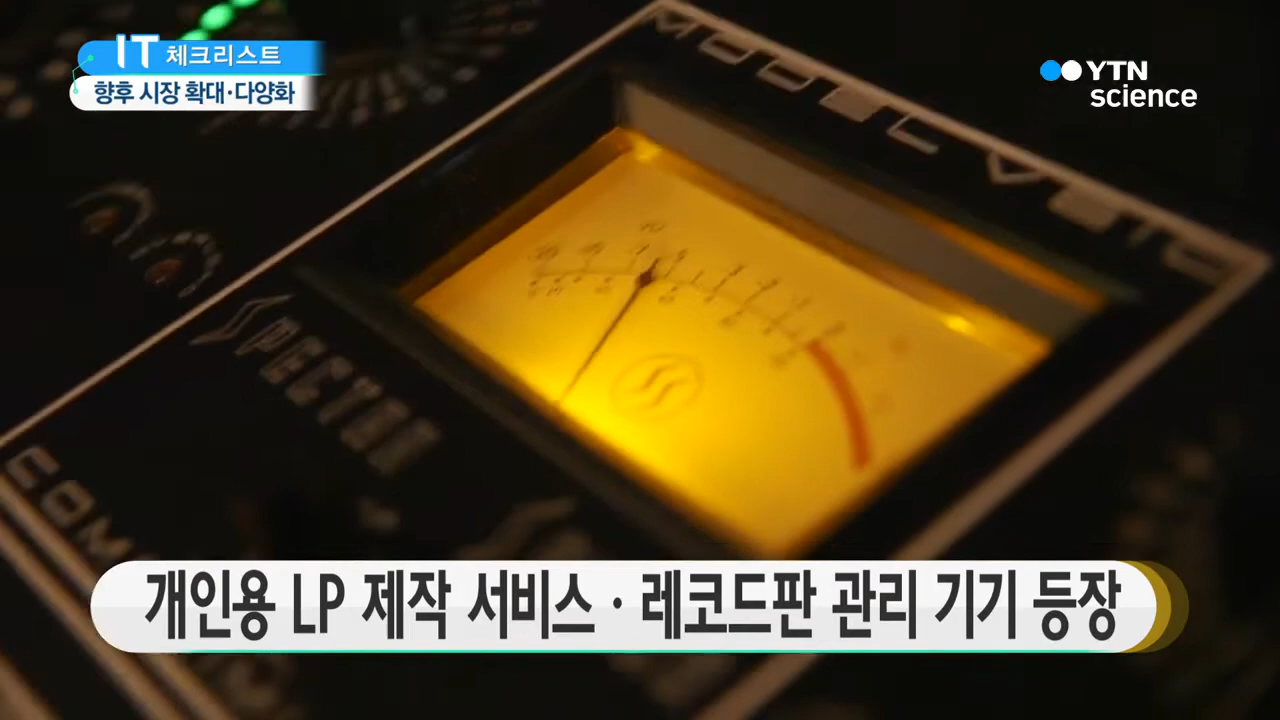 IT 체크리스트
향후 시장 확대·다양화
YTN
science
SPECTRA
개인용 LP 제작 서비스·레코드판 관리 기기 등장